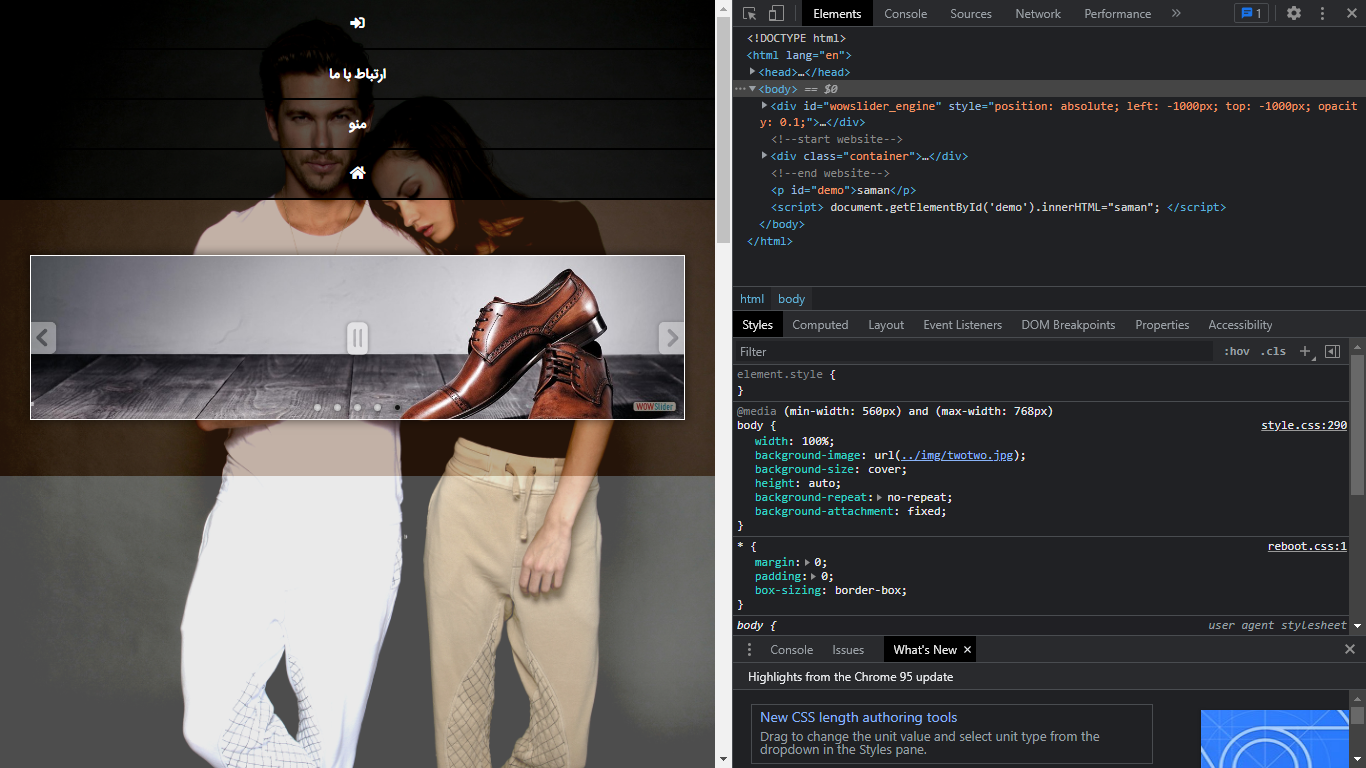 ارتباط با ما
منو
WOWSlider
Elements
Console
Sources
Network
Performance
»
1
<!DOCTYPE html>
<html lang="en">
<head>…</head>
<body> == $0
<div id="wowslider_engine" style="position: absolute; left: -1000px; top: -1000px; opacit
y: 0.1;">…</div>
<!--start website-->
<div class="container">…</div>
<!--end website-->
<p id="demo">saman</p>
<script> document.getElementById('demo').innerHTML="saman"; </script>
</body>
</html>
html body
Styles Computed Layout Event Listeners DOM Breakpoints Properties Accessibility
Filter :hov .cls +
element.style {
}
@media (min-width: 560px) and (max-width: 768px)
body { style.css:290
width: 100%;
background-image: url(../img/twotwo.jpg);
background-size: cover;
height: auto;
background-repeat: no-repeat;
background-attachment: fixed;
}
* { reboot.css:1
margin: 0;
padding: 0;
box-sizing: border-box;
}
body { user agent stylesheet
Console Issues What's New ×
Highlights from the Chrome 95 update
New CSS length authoring tools
Drag to change the unit value and select unit type from the
dropdown in the Styles pane.